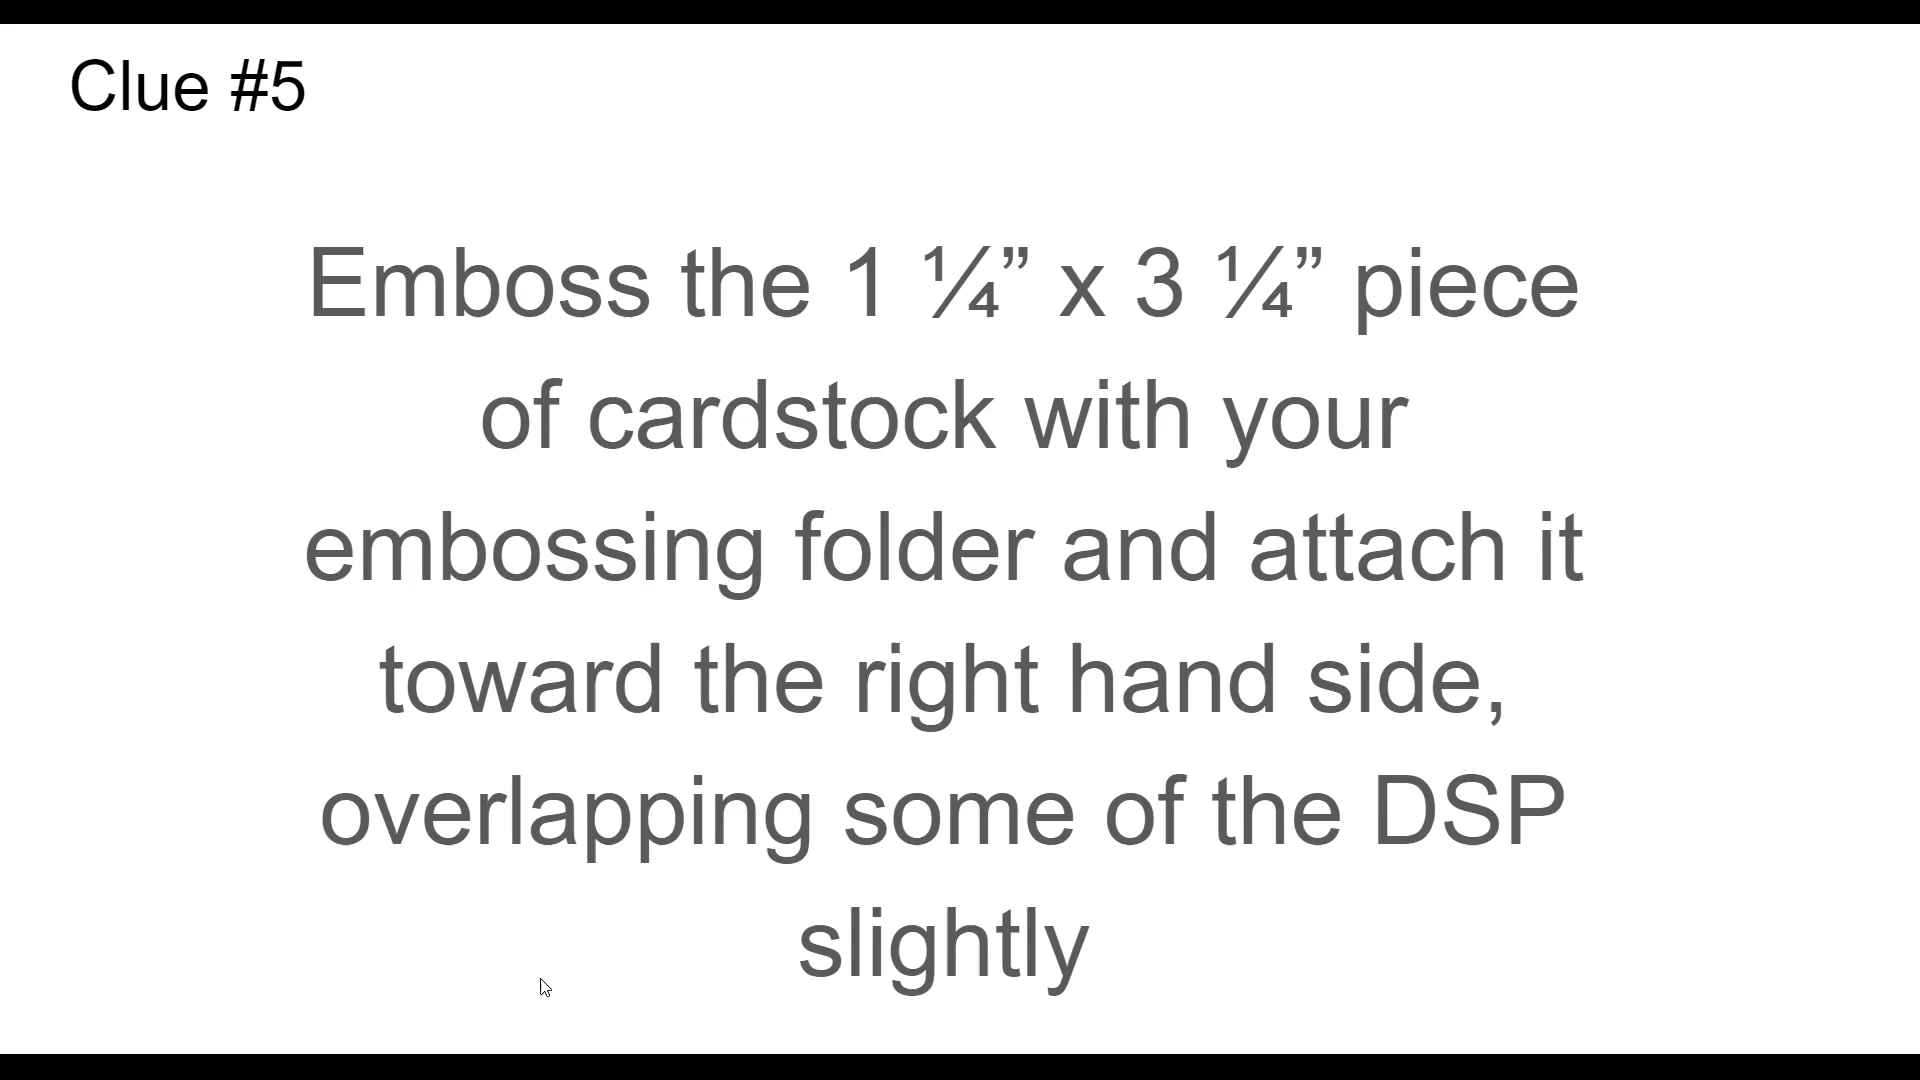 Clue #5
Emboss the 1 ¼” x 3 ¼” piece
of cardstock with your
embossing folder and attach it
toward the right hand side,
overlapping some of the DSP
slightly